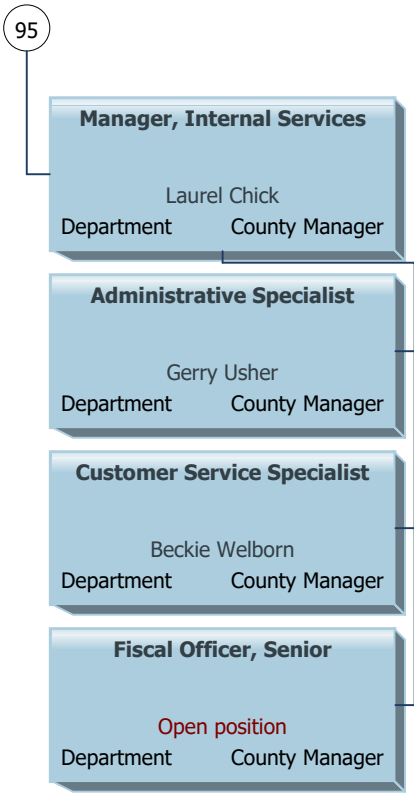 95
Manager, Internal Services
Laurel Chick
Department County Manager
Administrative Specialist
Gerry Usher
Department County Manager
Customer Service Specialist
Beckie Welborn
Department County Manager
Fiscal Officer, Senior
Open position
Department County Manager